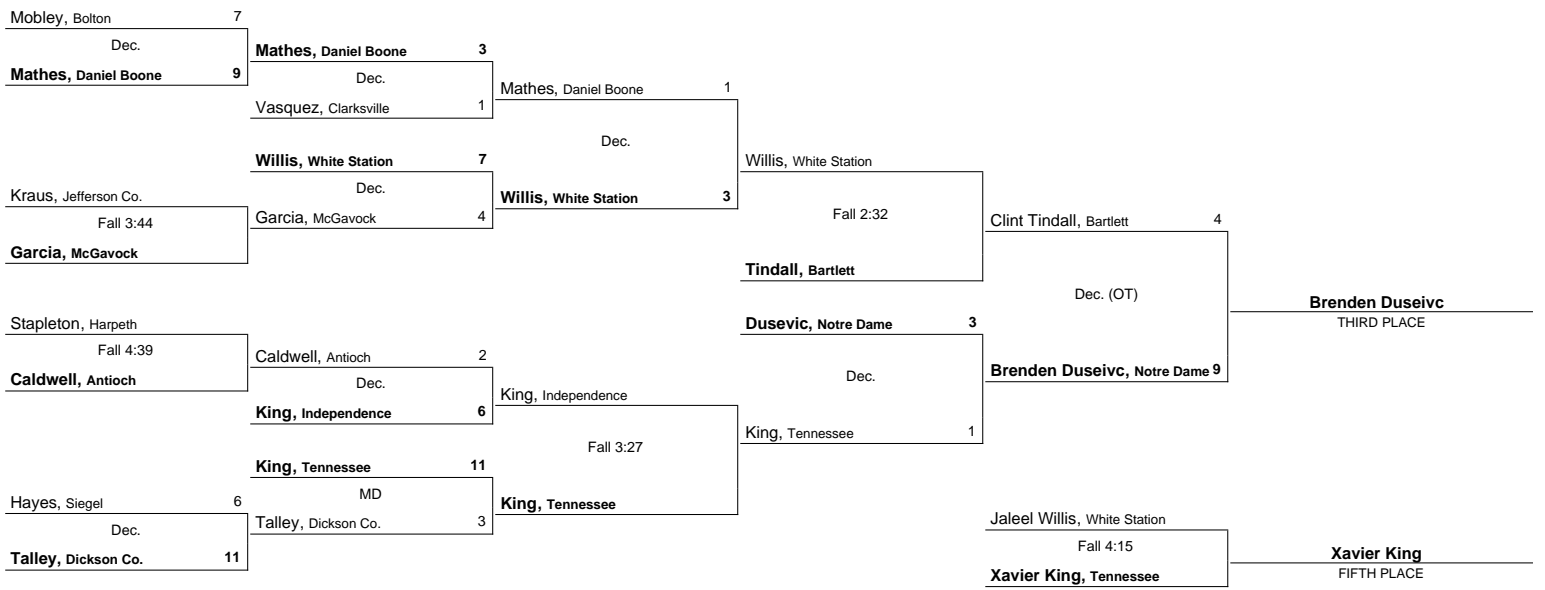 Mobley, Bolton 7
Dec.
Mathes, Daniel Boone 9
Kraus, Jefferson Co.
Fall 3:44
Garcia, McGavock
Stapleton, Harpeth
Fall 4:39
Caldwell, Antioch
Hayes, Siegel 6
Dec.
Talley, Dickson Co. 11
Mathes, Daniel Boone 3
Dec.
Vasquez, Clarksville 1
Willis, White Station 7
Dec.
Garcia, McGavock 4
Caldwell, Antioch 2
Dec.
King, Independence 6
King, Tennessee 11
MD
Talley, Dickson Co. 3
Mathes, Daniel Boone 1
Dec.
Willis, White Station 3
King, Independence
Fall 3:27
King, Tennessee
Willis, White Station
Fall 2:32
Tindall, Bartlett
Dusevic, Notre Dame 3
Dec.
King, Tennessee 1
Clint Tindall, Bartlett 4
Dec. (OT)
Brenden Duseivc, Notre Dame 9
Brenden Duseivc
THIRD PLACE
Jaleel Willis, White Station
Fall 4:15
Xavier King, Tennessee
Xavier King
FIFTH PLACE